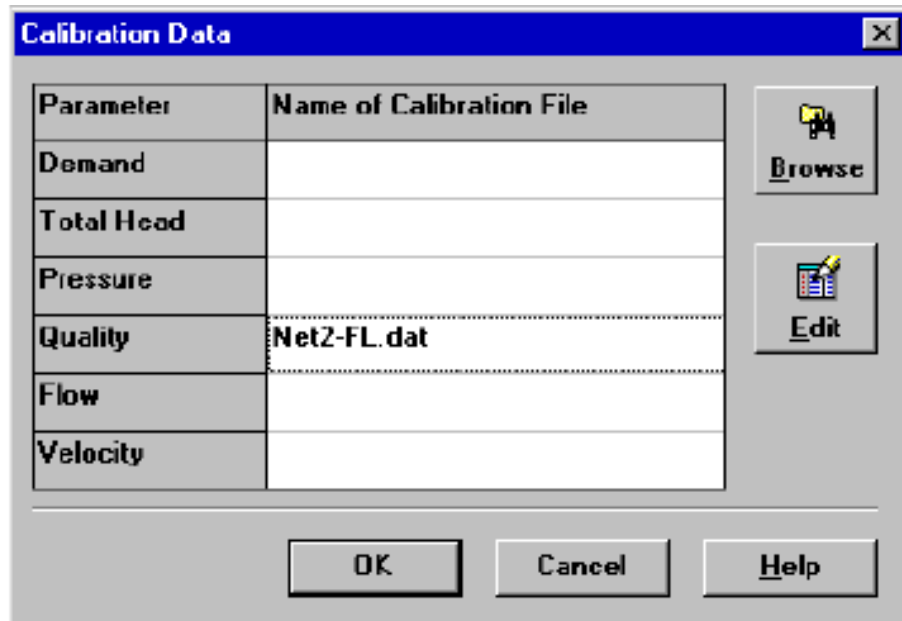 Calibration Data
Parameter Name of Calibration File
Demand
Total Head
Pressure
Quality Net2-FL.dat
Flow
Velocity
Browse
Edit
OK Cancel Help